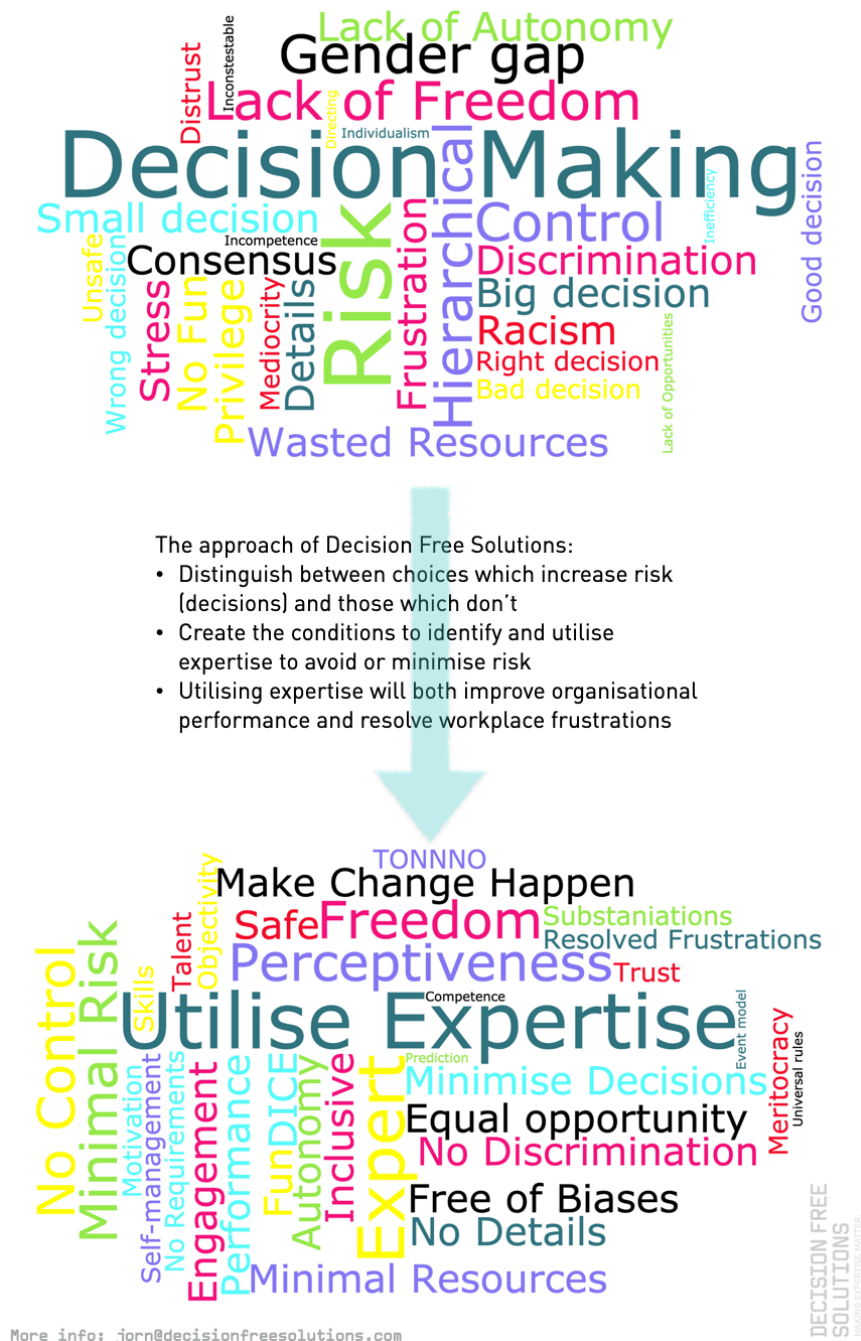 Lack of Autonomy
Gender gap
Inconstestable
Distrust
Lack of Freedom
Directing
Individualism
Decision Making
Hierarchical
Small decision
Control
Inefficiency
Good decision
Incompetence
Consensus
Risk
Frustration
Discrimination
Unsafe
Wrong decision
Big decision
Stress
No Fun
Privilege
Mediocrity
Details
Racism
Right decision
Bad decision
Lack of Opportunities
Wasted Resources
The approach of Decision Free Solutions:
• Distinguish between choices which increase risk
(decisions) and those which don't
• Create the conditions to identify and utilise
expertise to avoid or minimise risk
• Utilising expertise will both improve organisational
performance and resolve workplace frustrations
TONNNO
Make Change Happen
Objectivity
Talent
Safe
Freedom
Substaniations
Resolved Frustrations
Perceptiveness
Trust
No Control
Minimal Risk
Skills
Utilise Expertise
Competence
Event model
Prediction
Minimise Decisions
Meritocracy
Universal rules
Motivation
Self-management
No Requirements
Engagement
Performance
Fun
DICE
Autonomy
Inclusive
Expert
Equal opportunity
No Discrimination
Free of Biases
No Details
Minimal Resources
DECISION FREE
SOLUTIONS
MAKING EXPERTISE MATTER.
More info: jorn@decisionfreesolutions.com